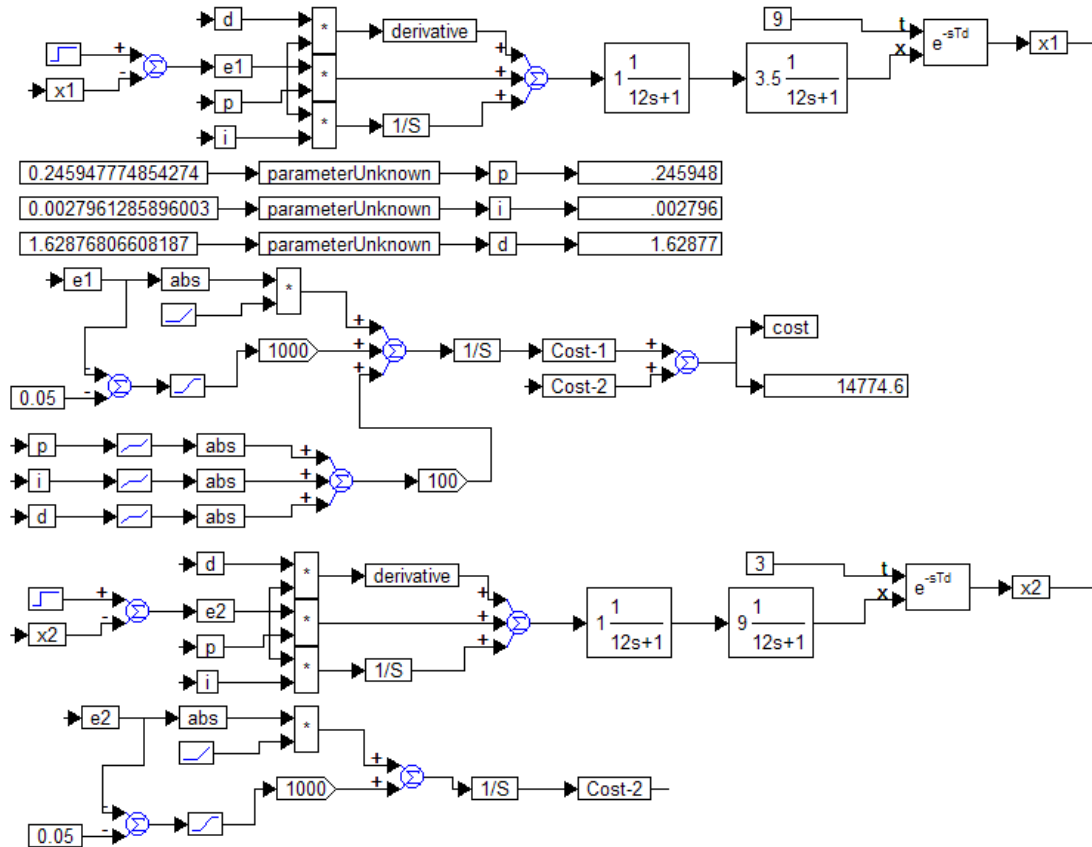 d
*
derivative
9
t
x
e^-sTd
x1
+
-
Σ
e1
*
+
+
+
Σ
1 1/12s+1
3.5 1/12s+1
x1
p
*
1/S
i
0.245947774854274
parameterUnknown
p
.245948
0.0027961285896003
parameterUnknown
i
.002796
1.62876806608187
parameterUnknown
d
1.62877
e1
abs
*
+
+
+
Σ
1000
1/S
Cost-1
+
+
Σ
cost
Cost-2
14774.6
0.05
-
-
Σ
p
abs
+
i
abs
+
Σ
100
d
abs
+
d
*
derivative
3
t
x
e^-sTd
x2
+
-
Σ
e2
*
+
+
+
Σ
1 1/12s+1
9 1/12s+1
x2
p
*
1/S
i
e2
abs
*
+
+
Σ
1000
1/S
Cost-2
0.05
-
-
Σ